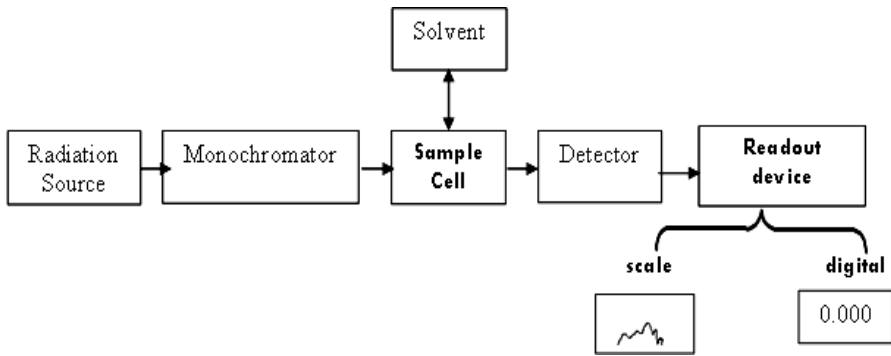 Solvent
Radiation
Source
Monochromator
Sample
Cell
Detector
Readout
device
scale
digital
0.000